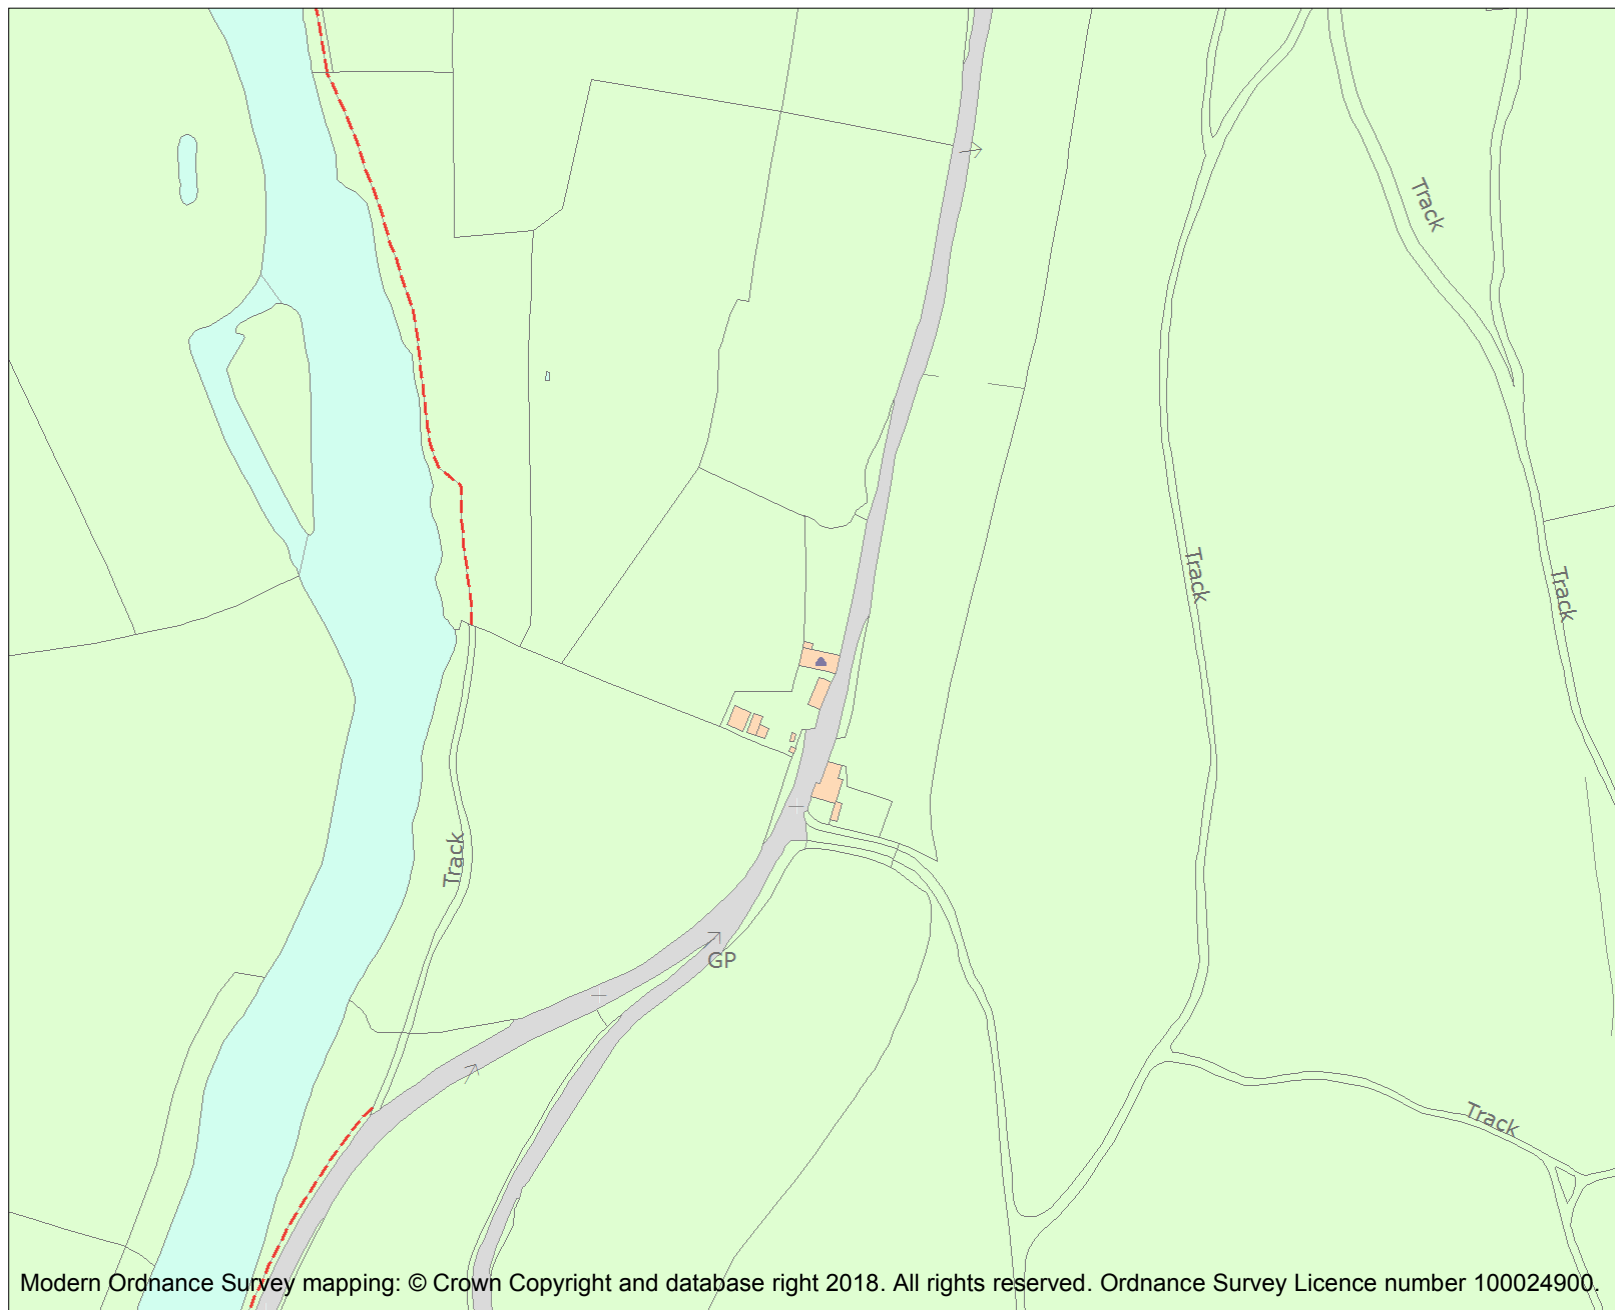 Track
Track
Track
Track
GP
Track
Modern Ordnance Survey mapping: © Crown Copyright and database right 2018. All rights reserved. Ordnance Survey Licence number 100024900.